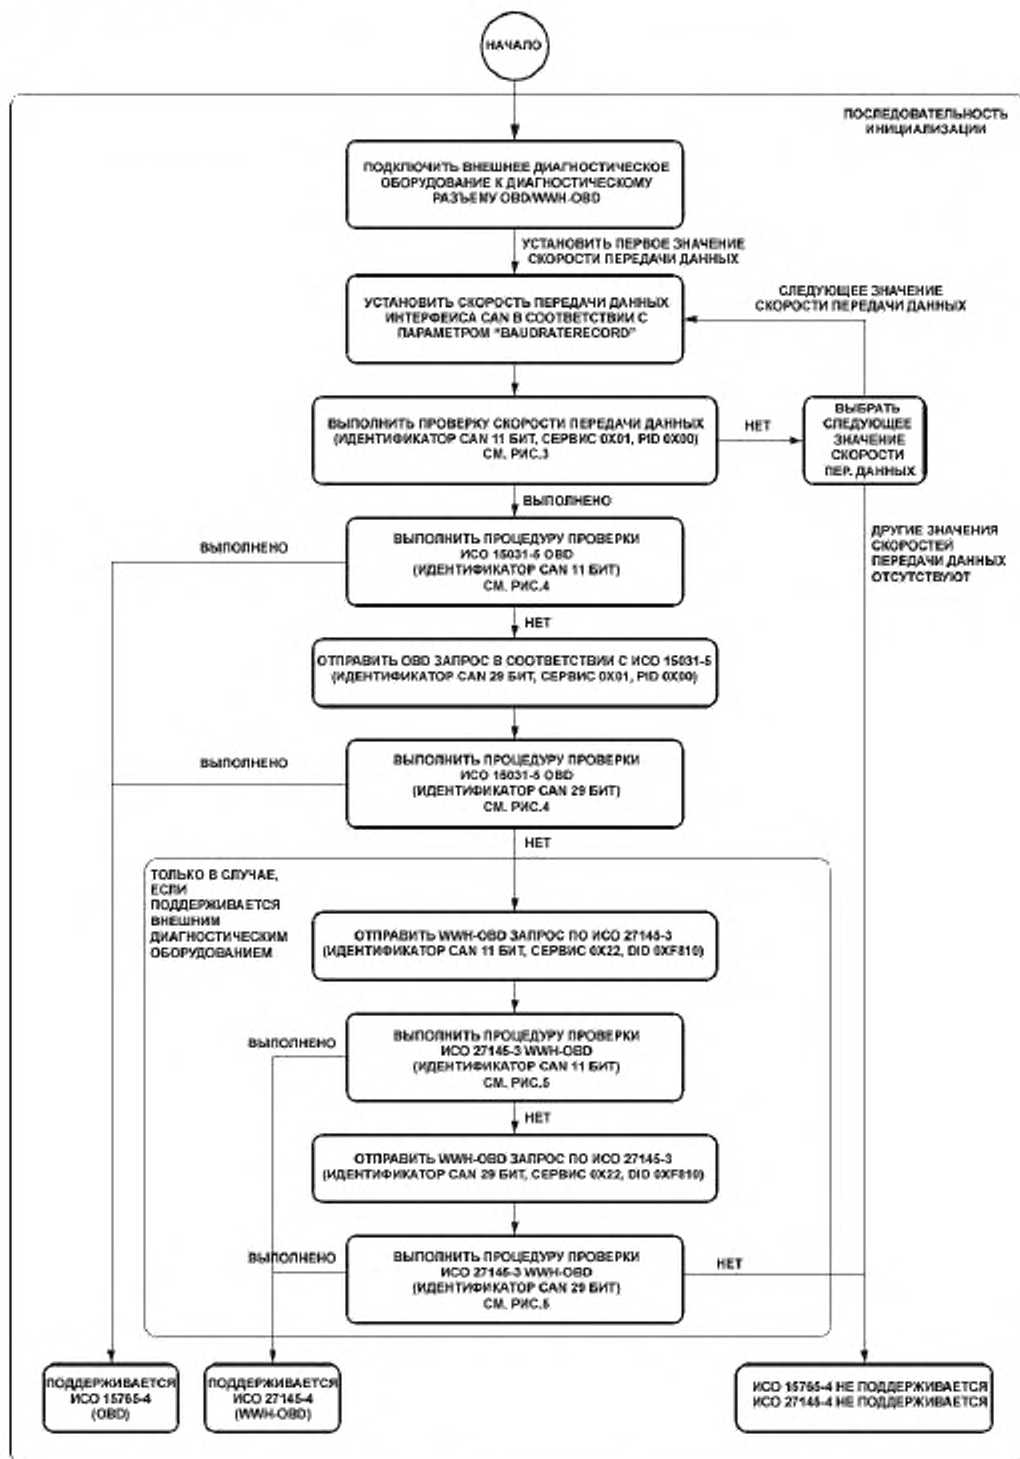 НАЧАЛО
ПОСЛЕДОВАТЕЛЬНОСТЬ
ИНИЦИАЛИЗАЦИИ
ПОДКЛЮЧИТЬ ВНЕШНЕЕ ДИАГНОСТИЧЕСКОЕ
ОБОРУДОВАНИЕ К ДИАГНОСТИЧЕСКОМУ
РАЗЪЕМУ OBD/WWH-OBD
УСТАНОВИТЬ ПЕРВОЕ ЗНАЧЕНИЕ
СКОРОСТИ ПЕРЕДАЧИ ДАННЫХ
СЛЕДУЮЩЕЕ ЗНАЧЕНИЕ
СКОРОСТИ ПЕРЕДАЧИ ДАННЫХ
УСТАНОВИТЬ СКОРОСТЬ ПЕРЕДАЧИ ДАННЫХ
ИНТЕРФЕЙСА CAN В СООТВЕТСТВИИ С
ПАРАМЕТРОМ “BAUDRATERECORD”
ВЫПОЛНИТЬ ПРОВЕРКУ СКОРОСТИ ПЕРЕДАЧИ ДАННЫХ
(ИДЕНТИФИКАТОР CAN 11 БИТ, СЕРВИС 0X01, PID 0X00)
СМ. РИС.3
НЕТ
ВЫБРАТЬ
СЛЕДУЮЩЕЕ
ЗНАЧЕНИЕ
СКОРОСТИ
ПЕР. ДАННЫХ
ВЫПОЛНЕНО
ВЫПОЛНЕНО
ВЫПОЛНИТЬ ПРОЦЕДУРУ ПРОВЕРКИ
ИСО 15031-5 OBD
(ИДЕНТИФИКАТОР CAN 11 БИТ)
СМ. РИС.4
ДРУГИЕ ЗНАЧЕНИЯ
СКОРОСТЕЙ
ПЕРЕДАЧИ ДАННЫХ
ОТСУТСТВУЮТ
НЕТ
ОТПРАВИТЬ OBD ЗАПРОС В СООТВЕТСТВИИ С ИСО 15031-5
(ИДЕНТИФИКАТОР CAN 29 БИТ, СЕРВИС 0X01, PID 0X00)
ВЫПОЛНЕНО
ВЫПОЛНИТЬ ПРОЦЕДУРУ ПРОВЕРКИ
ИСО 15031-5 OBD
(ИДЕНТИФИКАТОР CAN 29 БИТ)
СМ. РИС.4
НЕТ
ТОЛЬКО В СЛУЧАЕ,
ЕСЛИ
ПОДДЕРЖИВАЕТСЯ
ВНЕШНИМ
ДИАГНОСТИЧЕСКИМ
ОБОРУДОВАНИЕМ
ОТПРАВИТЬ WWH-OBD ЗАПРОС ПО ИСО 27145-3
(ИДЕНТИФИКАТОР CAN 11 БИТ, СЕРВИС 0X22, DID 0XF810)
ВЫПОЛНЕНО
ВЫПОЛНИТЬ ПРОЦЕДУРУ ПРОВЕРКИ
ИСО 27145-3 WWH-OBD
(ИДЕНТИФИКАТОР CAN 11 БИТ)
СМ. РИС.5
НЕТ
ОТПРАВИТЬ WWH-OBD ЗАПРОС ПО ИСО 27145-3
(ИДЕНТИФИКАТОР CAN 29 БИТ, СЕРВИС 0X22, DID 0XF810)
ВЫПОЛНЕНО
ВЫПОЛНИТЬ ПРОЦЕДУРУ ПРОВЕРКИ
ИСО 27145-3 WWH-OBD
(ИДЕНТИФИКАТОР CAN 29 БИТ)
СМ. РИС.5
НЕТ
ПОДДЕРЖИВАЕТСЯ
ИСО 15765-4
(OBD)
ПОДДЕРЖИВАЕТСЯ
ИСО 27145-4
(WWH-OBD)
ИСО 15765-4 НЕ ПОДДЕРЖИВАЕТСЯ
ИСО 27145-4 НЕ ПОДДЕРЖИВАЕТСЯ